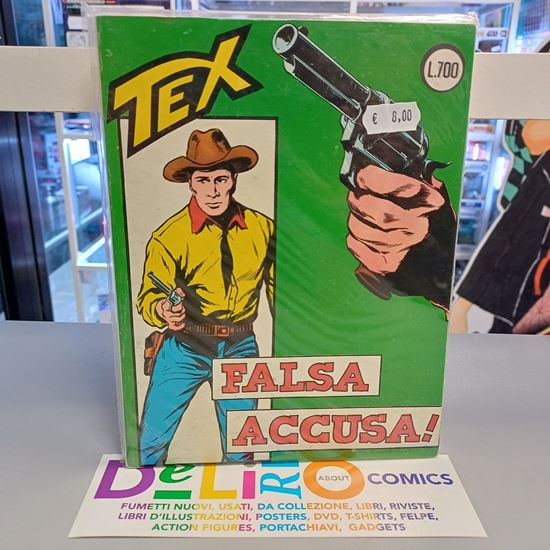 TEX
L.700
€ 8,00
FALSA
ACCUSA!
DeLiRiO ABOUT COMICS
FUMETTI NUOVI, USATI, DA COLLEZIONE, LIBRI, RIVISTE,
LIBRI D'ILLUSTRAZIONI, POSTERS, DVD, T-SHIRTS, FELPE,
ACTION FIGURES, PORTACHIAVI, GADGETS